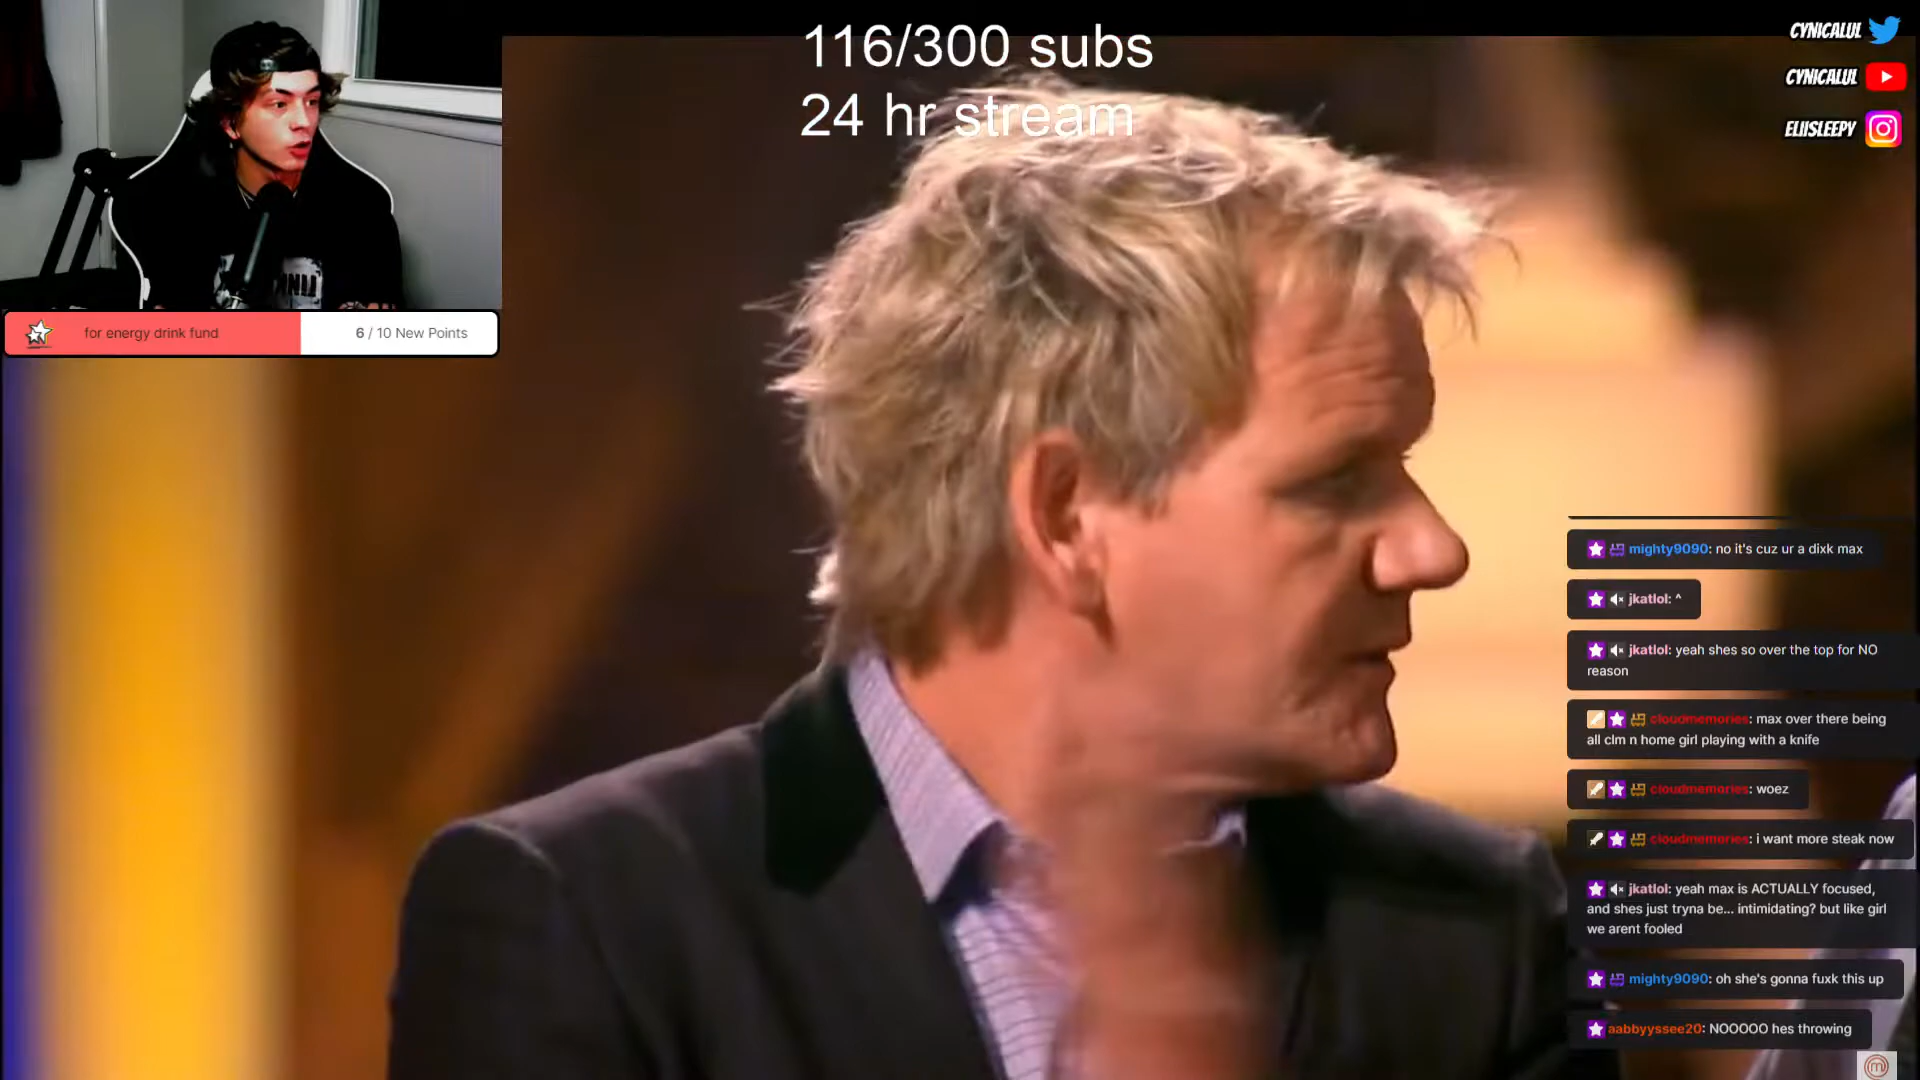 116/300 subs
24 hr stream
CYNICALUL
CYNICALUL
ELIISLEEPY
for energy drink fund
6 / 10 New Points
mighty9090: no it's cuz ur a dixk max
jkatlol: ^
jkatlol: yeah shes so over the top for NO
reason
cloudmemories: max over there being
all clm n home girl playing with a knife
cloudmemories: woez
cloudmemories: i want more steak now
jkatlol: yeah max is ACTUALLY focused,
and shes just tryna be... intimidating? but like girl
we arent fooled
mighty9090: oh she's gonna fuxk this up
aabbyyssee20: NOOOOO hes throwing